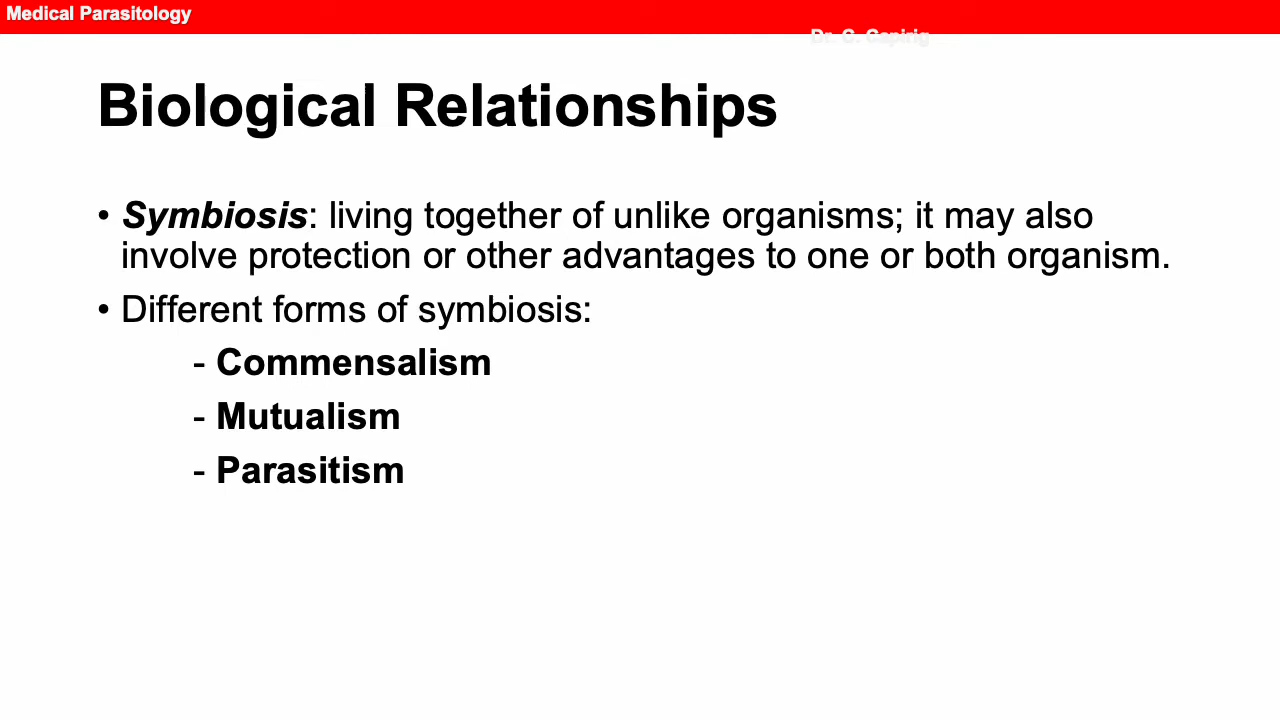 Medical Parasitology
Dr. C. Capirig
Biological Relationships
• Symbiosis: living together of unlike organisms; it may also
involve protection or other advantages to one or both organism.
• Different forms of symbiosis:
- Commensalism
- Mutualism
- Parasitism